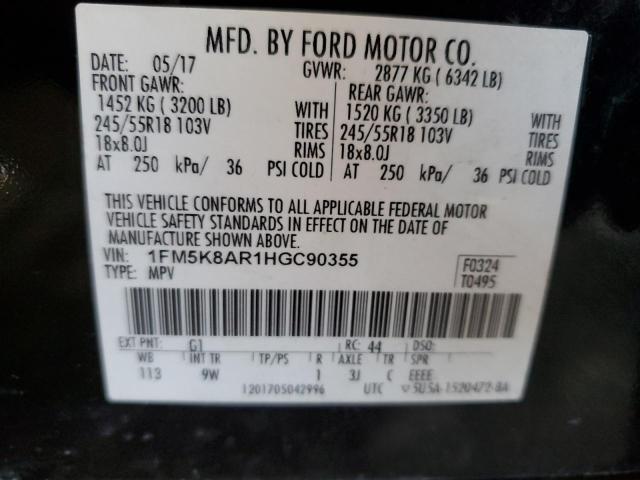 MFD. BY FORD MOTOR CO.
DATE: 05/17 GVWR: 2877 KG ( 6342 LB)
FRONT GAWR: REAR GAWR:
1452 KG ( 3200 LB) WITH 1520 KG ( 3350 LB) WITH
245/55R18 103V TIRES 245/55R18 103V TIRES
18x8.0J RIMS 18x8.0J RIMS
AT 250 kPa/ 36 PSI COLD AT 250 kPa/ 36 PSI COLD
THIS VEHICLE CONFORMS TO ALL APPLICABLE FEDERAL MOTOR
VEHICLE SAFETY STANDARDS IN EFFECT ON THE DATE OF
MANUFACTURE SHOWN ABOVE.
VIN: 1FM5K8AR1HGC90355 F0324
TYPE: MPV T0495
EXT PNT: G1 RC: 44 DSO:
WB INT TR TP/PS R AXLE TR SPR
113 9W 1 3J C EEEE
1201705042996 UTC ▽5U5A-1520472-BA